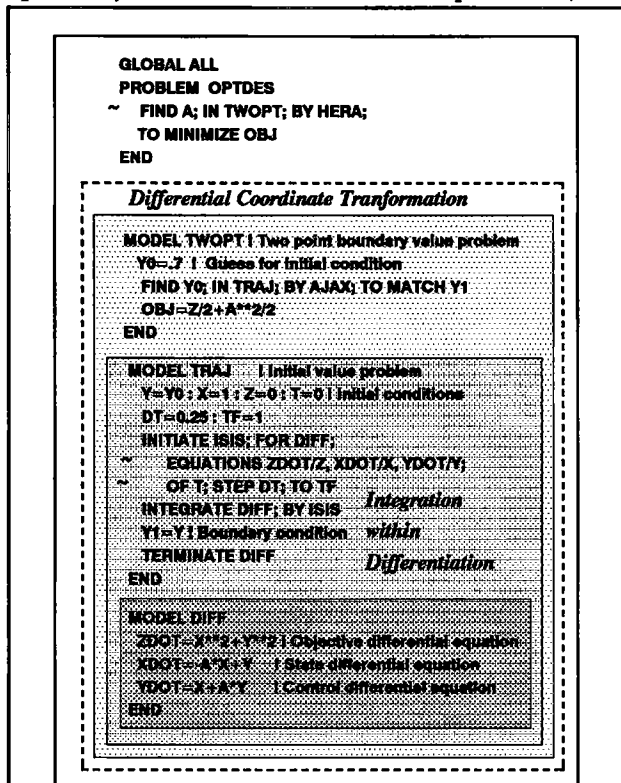 GLOBAL ALL
PROBLEM OPTDES
~ FIND A; IN TWOPT; BY HERA;
TO MINIMIZE OBJ
END
Differential Coordinate Tranformation
MODEL TWOPT ! Two point boundary value problem
Y0=.7 ! Guess for initial condition
FIND Y0; IN TRAJ; BY AJAX; TO MATCH Y1
OBJ=Z/2+A**2/2
END
MODEL TRAJ ! Initial value problem
Y=Y0 : X=1 : Z=0 : T=0 ! Initial conditions
DT=0.25 : TF=1
INITIATE ISIS; FOR DIFF;
~ EQUATIONS ZDOT/Z, XDOT/X, YDOT/Y;
~ OF T; STEP DT; TO TF
INTEGRATE DIFF; BY ISIS
Y1=Y ! Boundary condition
TERMINATE DIFF
END
Integration
within
Differentiation
MODEL DIFF
ZDOT=X**2+Y**2 ! Objective differential equation
XDOT=-A*X+Y ! State differential equation
YDOT=X+A*Y ! Control differential equation
END